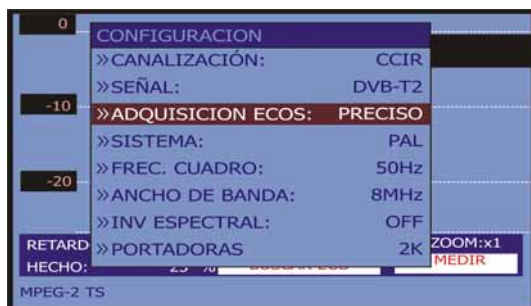 0
CONFIGURACION
»CANALIZACIÓN: CCIR
»SEÑAL: DVB-T2
-10
»ADQUISICION ECOS: PRECISO
»SISTEMA: PAL
»FREC. CUADRO: 50Hz
-20
»ANCHO DE BANDA: 8MHz
»INV ESPECTRAL: OFF
RETARD ZOOM:x1
»PORTADORAS 2K
HECHO: MEDIR
MPEG-2 TS